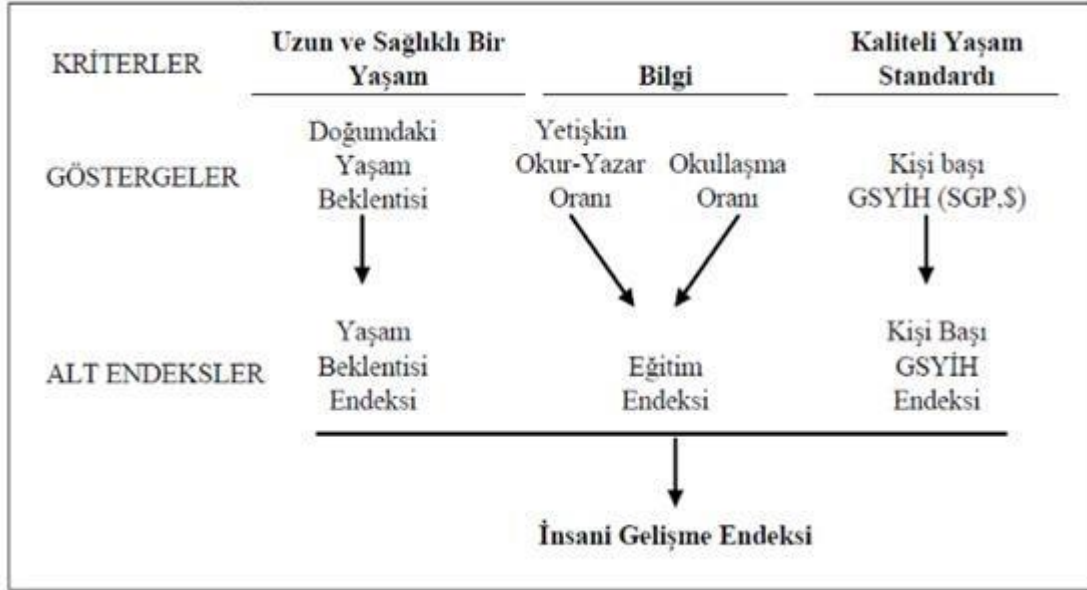 KRİTERLER
Uzun ve Sağlıklı Bir
Yaşam
Bilgi
Kaliteli Yaşam
Standardı
GÖSTERGELER
Doğumdaki
Yaşam
Beklentisi
Yetişkin
Okur-Yazar
Oranı
Okullaşma
Oranı
Kişi başı
GSYİH (SGP,$)
ALT ENDEKSLER
Yaşam
Beklentisi
Endeksi
Eğitim
Endeksi
Kişi Başı
GSYİH
Endeksi
İnsani Gelişme Endeksi